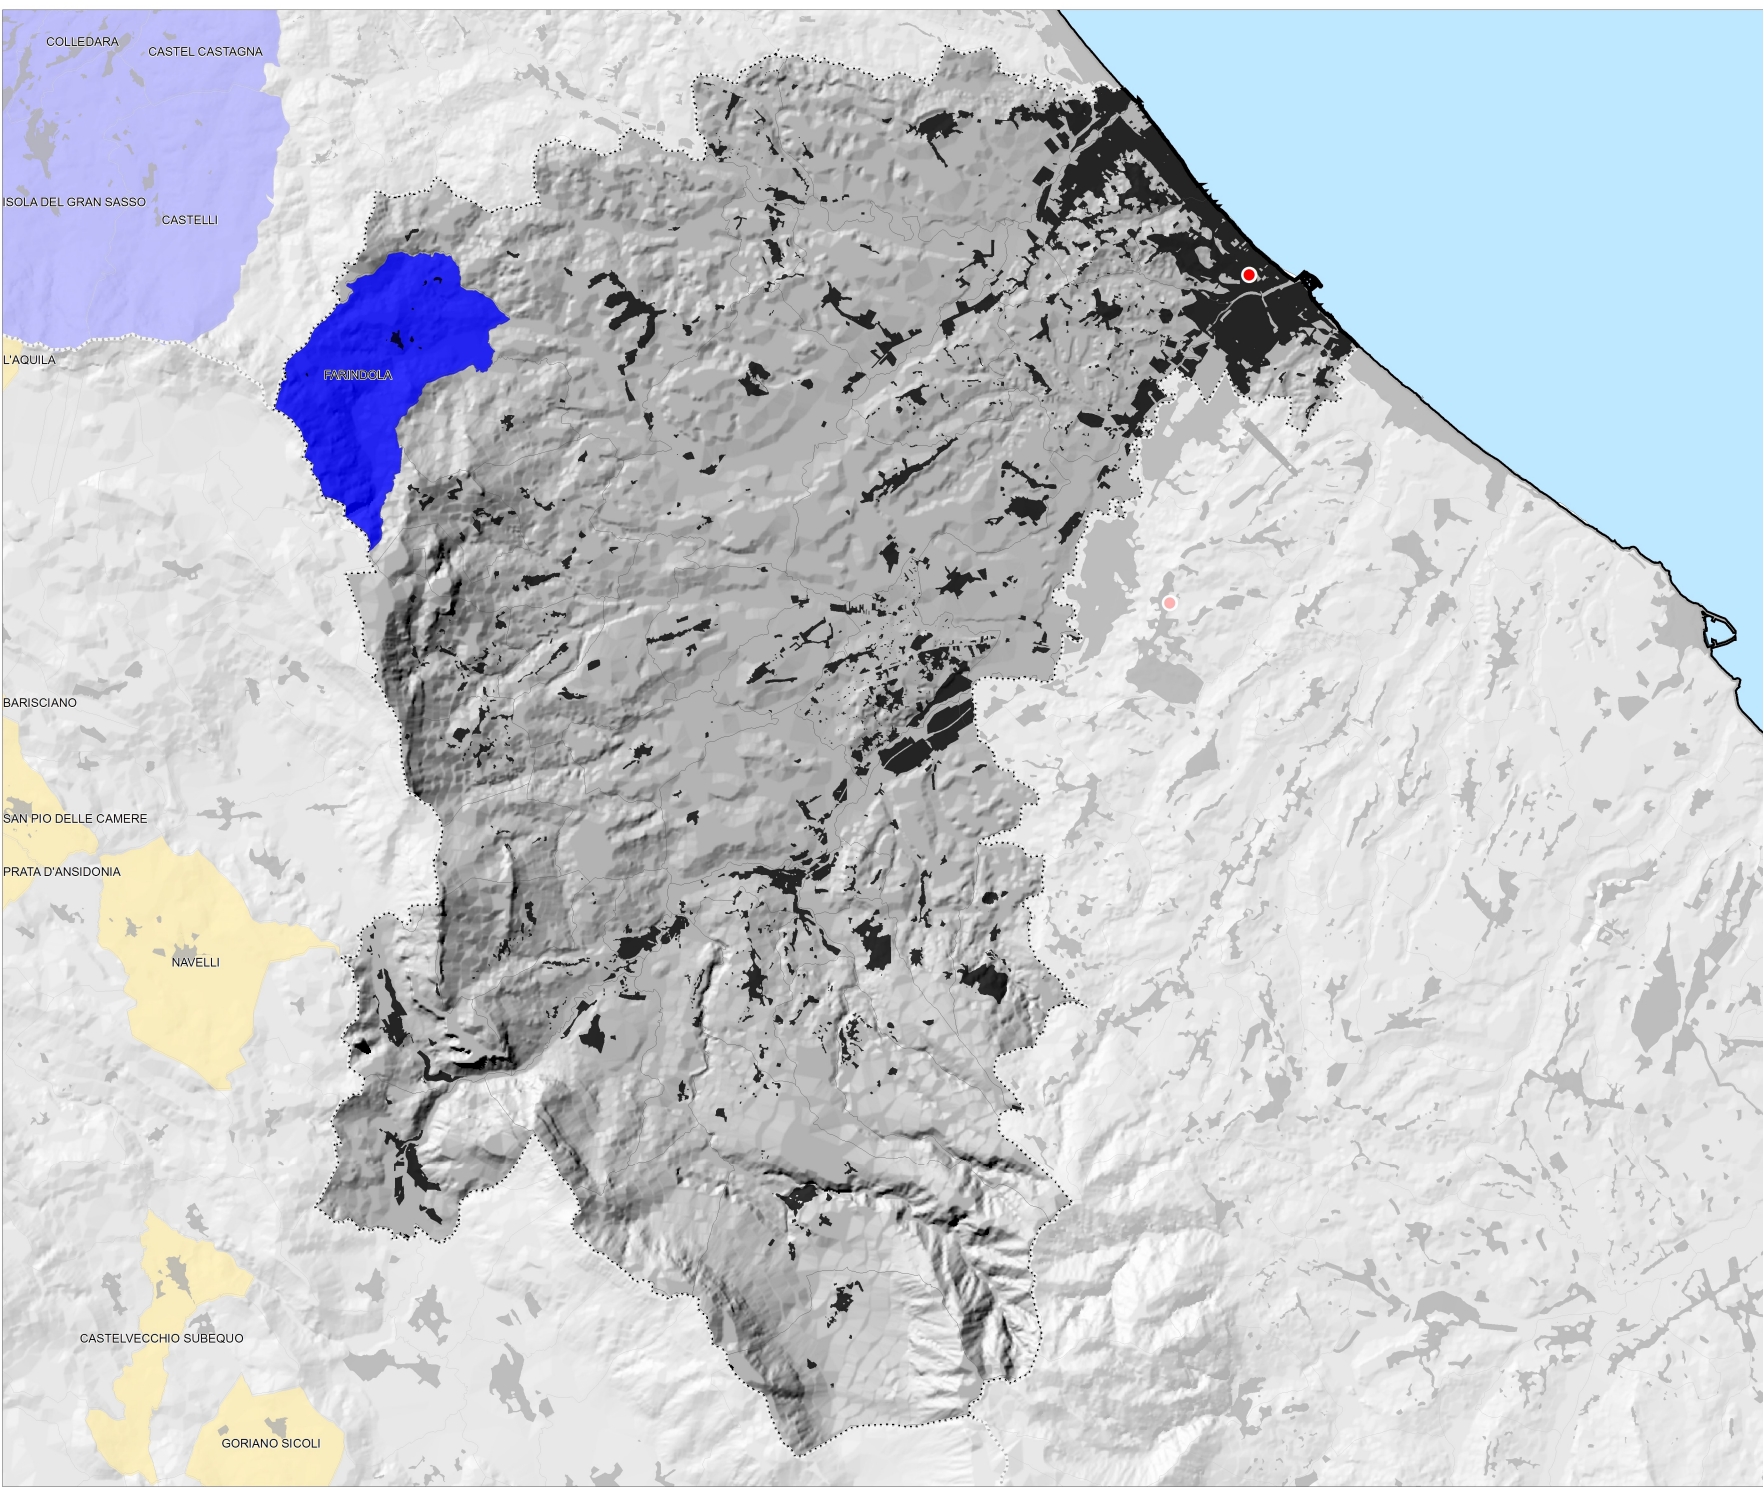 COLLEDARA
CASTEL CASTAGNA
ISOLA DEL GRAN SASSO
CASTELLI
L'AQUILA
FARINDOLA
BARISCIANO
SAN PIO DELLE CAMERE
PRATA D'ANSIDONIA
NAVELLI
CASTELVECCHIO SUBEQUO
GORIANO SICOLI